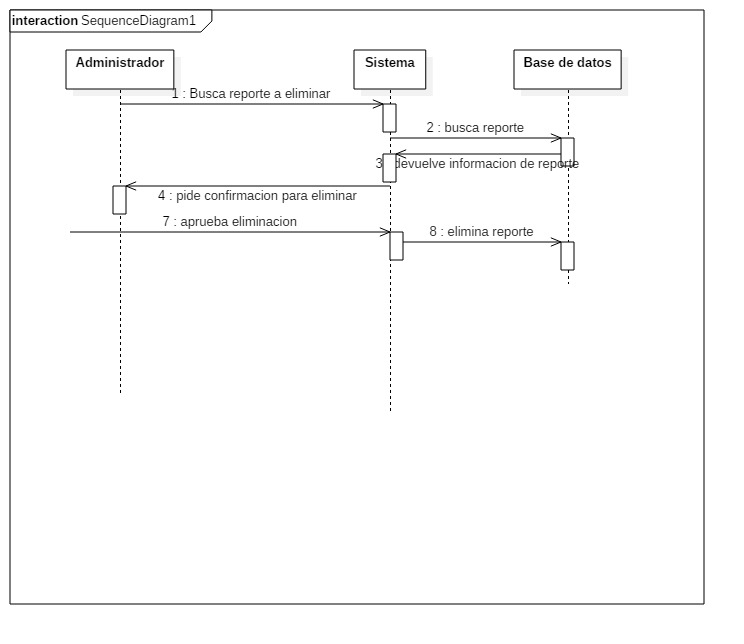 interaction SequenceDiagram1
Administrador
Sistema
Base de datos
1 : Busca reporte a eliminar
2 : busca reporte
3 : devuelve informacion de reporte
4 : pide confirmacion para eliminar
7 : aprueba eliminacion
8 : elimina reporte